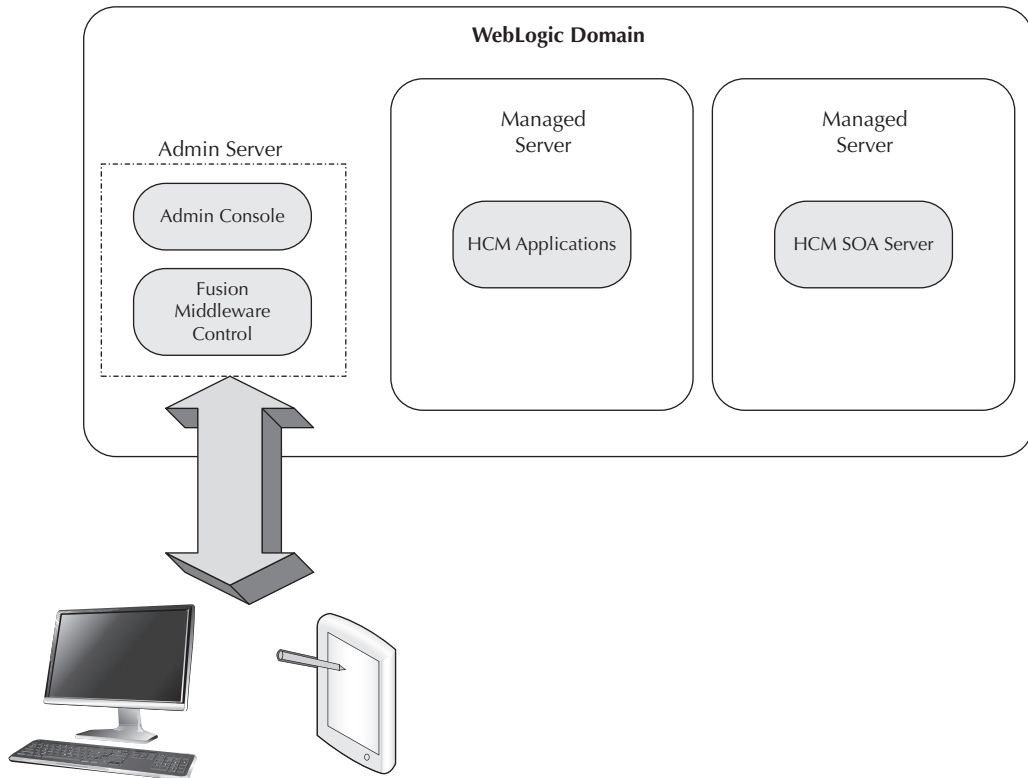 WebLogic Domain
Admin Server
Admin Console
Fusion
Middleware
Control
Managed
Server
HCM Applications
Managed
Server
HCM SOA Server